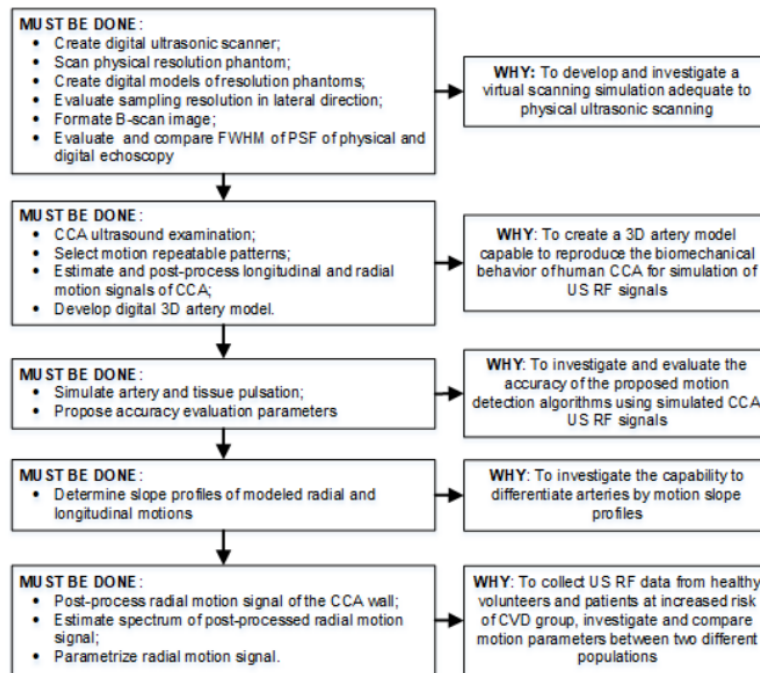 MUST BE DONE:
• Create digital ultrasonic scanner;
• Scan physical resolution phantom;
• Create digital models of resolution phantoms;
• Evaluate sampling resolution in lateral direction;
• Formate B-scan image;
• Evaluate and compare FWHM of PSF of physical and
digital echoscopy
WHY: To develop and investigate a
virtual scanning simulation adequate to
physical ultrasonic scanning
MUST BE DONE:
• CCA ultrasound examination;
• Select motion repeatable patterns;
• Estimate and post-process longitudinal and radial
motion signals of CCA;
• Develop digital 3D artery model.
WHY: To create a 3D artery model
capable to reproduce the biomechanical
behavior of human CCA for simulation of
US RF signals
MUST BE DONE:
• Simulate artery and tissue pulsation;
• Propose accuracy evaluation parameters
WHY: To investigate and evaluate the
accuracy of the proposed motion
detection algorithms using simulated CCA
US RF signals
MUST BE DONE:
• Determine slope profiles of modeled radial and
longitudinal motions
WHY: To investigate the capability to
differentiate arteries by motion slope
profiles
MUST BE DONE:
• Post-process radial motion signal of the CCA wall;
• Estimate spectrum of post-processed radial motion
signal;
• Parametrize radial motion signal.
WHY: To collect US RF data from healthy
volunteers and patients at increased risk
of CVD group, investigate and compare
motion parameters between two different
populations